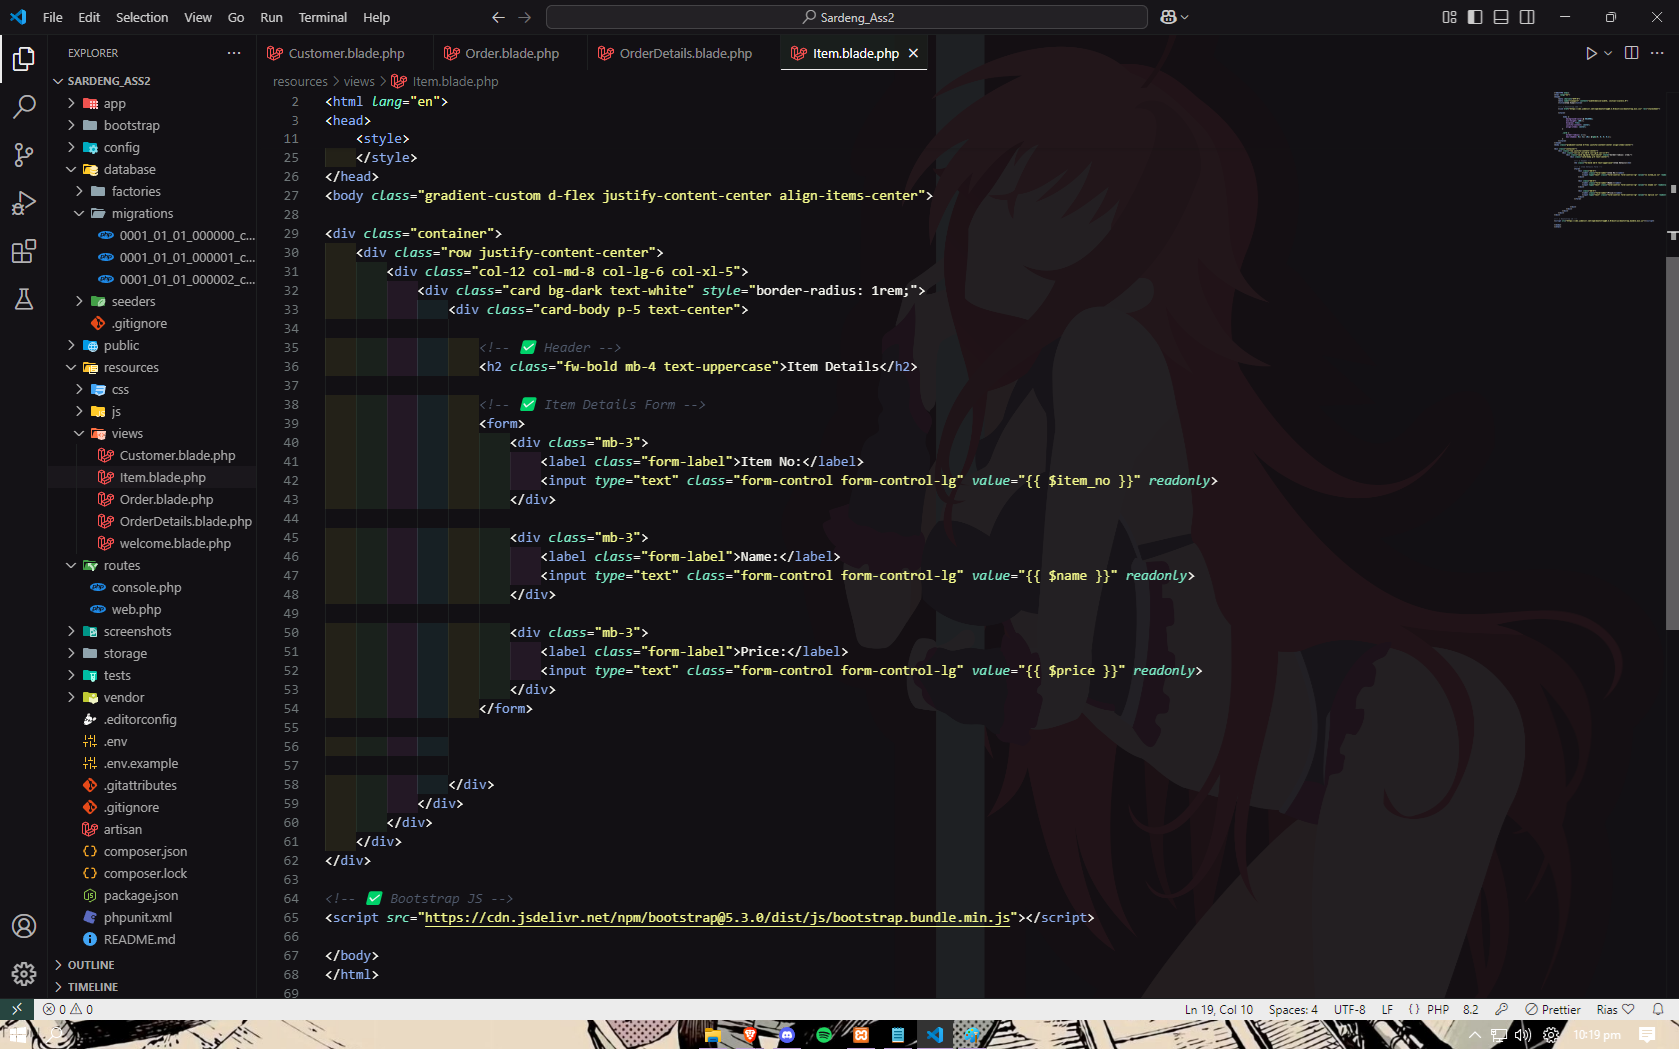 File Edit Selection View Go Run Terminal Help
Sardeng_Ass2
EXPLORER
Customer.blade.php
Order.blade.php
OrderDetails.blade.php
Item.blade.php
resources > views > Item.blade.php
SARDENG_ASS2
app
bootstrap
config
database
factories
migrations
0001_01_01_000000_c...
0001_01_01_000001_c...
0001_01_01_000002_c...
seeders
.gitignore
public
resources
css
js
views
Customer.blade.php
Item.blade.php
Order.blade.php
OrderDetails.blade.php
welcome.blade.php
routes
console.php
web.php
screenshots
storage
tests
vendor
.editorconfig
.env
.env.example
.gitattributes
.gitignore
artisan
composer.json
composer.lock
package.json
phpunit.xml
README.md
OUTLINE
TIMELINE
2 <html lang="en">
3 <head>
11 <style>
25 </style>
26 </head>
27 <body class="gradient-custom d-flex justify-content-center align-items-center">
28
29 <div class="container">
30 <div class="row justify-content-center">
31 <div class="col-12 col-md-8 col-lg-6 col-xl-5">
32 <div class="card bg-dark text-white" style="border-radius: 1rem;">
33 <div class="card-body p-5 text-center">
34
35 <!-- ✅ Header -->
36 <h2 class="fw-bold mb-4 text-uppercase">Item Details</h2>
37
38 <!-- ✅ Item Details Form -->
39 <form>
40 <div class="mb-3">
41 <label class="form-label">Item No:</label>
42 <input type="text" class="form-control form-control-lg" value="{{ $item_no }}" readonly>
43 </div>
44
45 <div class="mb-3">
46 <label class="form-label">Name:</label>
47 <input type="text" class="form-control form-control-lg" value="{{ $name }}" readonly>
48 </div>
49
50 <div class="mb-3">
51 <label class="form-label">Price:</label>
52 <input type="text" class="form-control form-control-lg" value="{{ $price }}" readonly>
53 </div>
54 </form>
55
56
57
58 </div>
59 </div>
60 </div>
61 </div>
62 </div>
63
64 <!-- ✅ Bootstrap JS -->
65 <script src="https://cdn.jsdelivr.net/npm/bootstrap@5.3.0/dist/js/bootstrap.bundle.min.js"></script>
66
67 </body>
68 </html>
69
0 0
Ln 19, Col 10 Spaces: 4 UTF-8 LF {} PHP 8.2 Prettier Rias ♡
10:19 pm